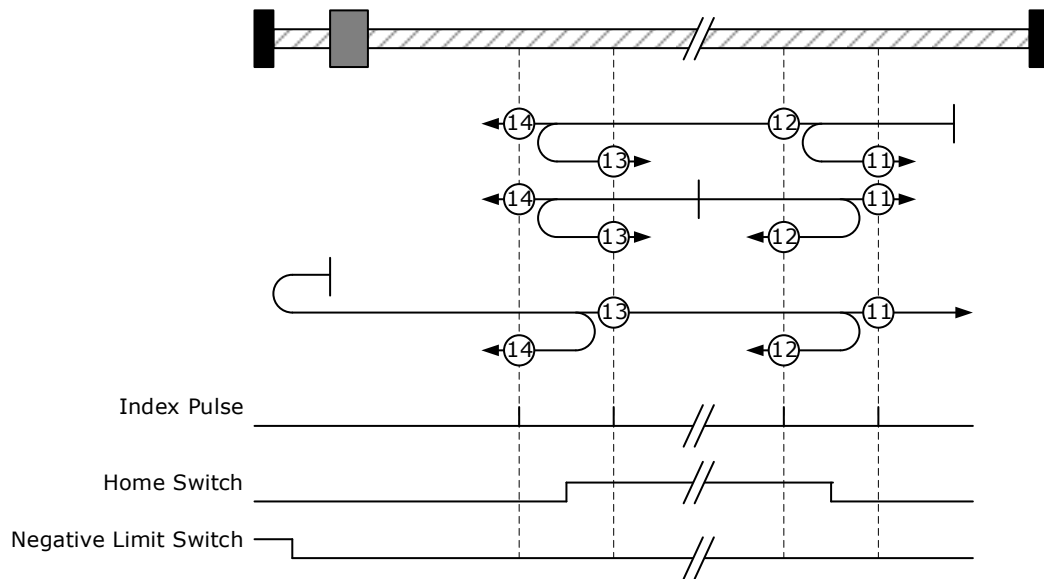 14 12
13 11
14 11
13 12
13 11
14 12
Index Pulse
Home Switch
Negative Limit Switch